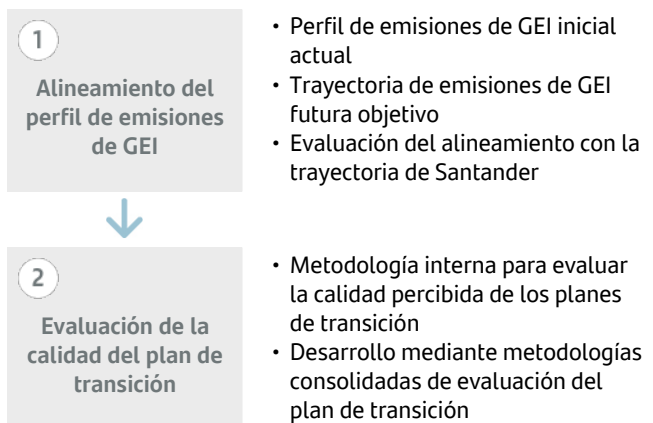 1
Alineamiento del
perfil de emisiones
de GEI
• Perfil de emisiones de GEI inicial
actual
• Trayectoria de emisiones de GEI
futura objetivo
• Evaluación del alineamiento con la
trayectoria de Santander
2
Evaluación de la
calidad del plan de
transición
• Metodología interna para evaluar
la calidad percibida de los planes
de transición
• Desarrollo mediante metodologías
consolidadas de evaluación del
plan de transición